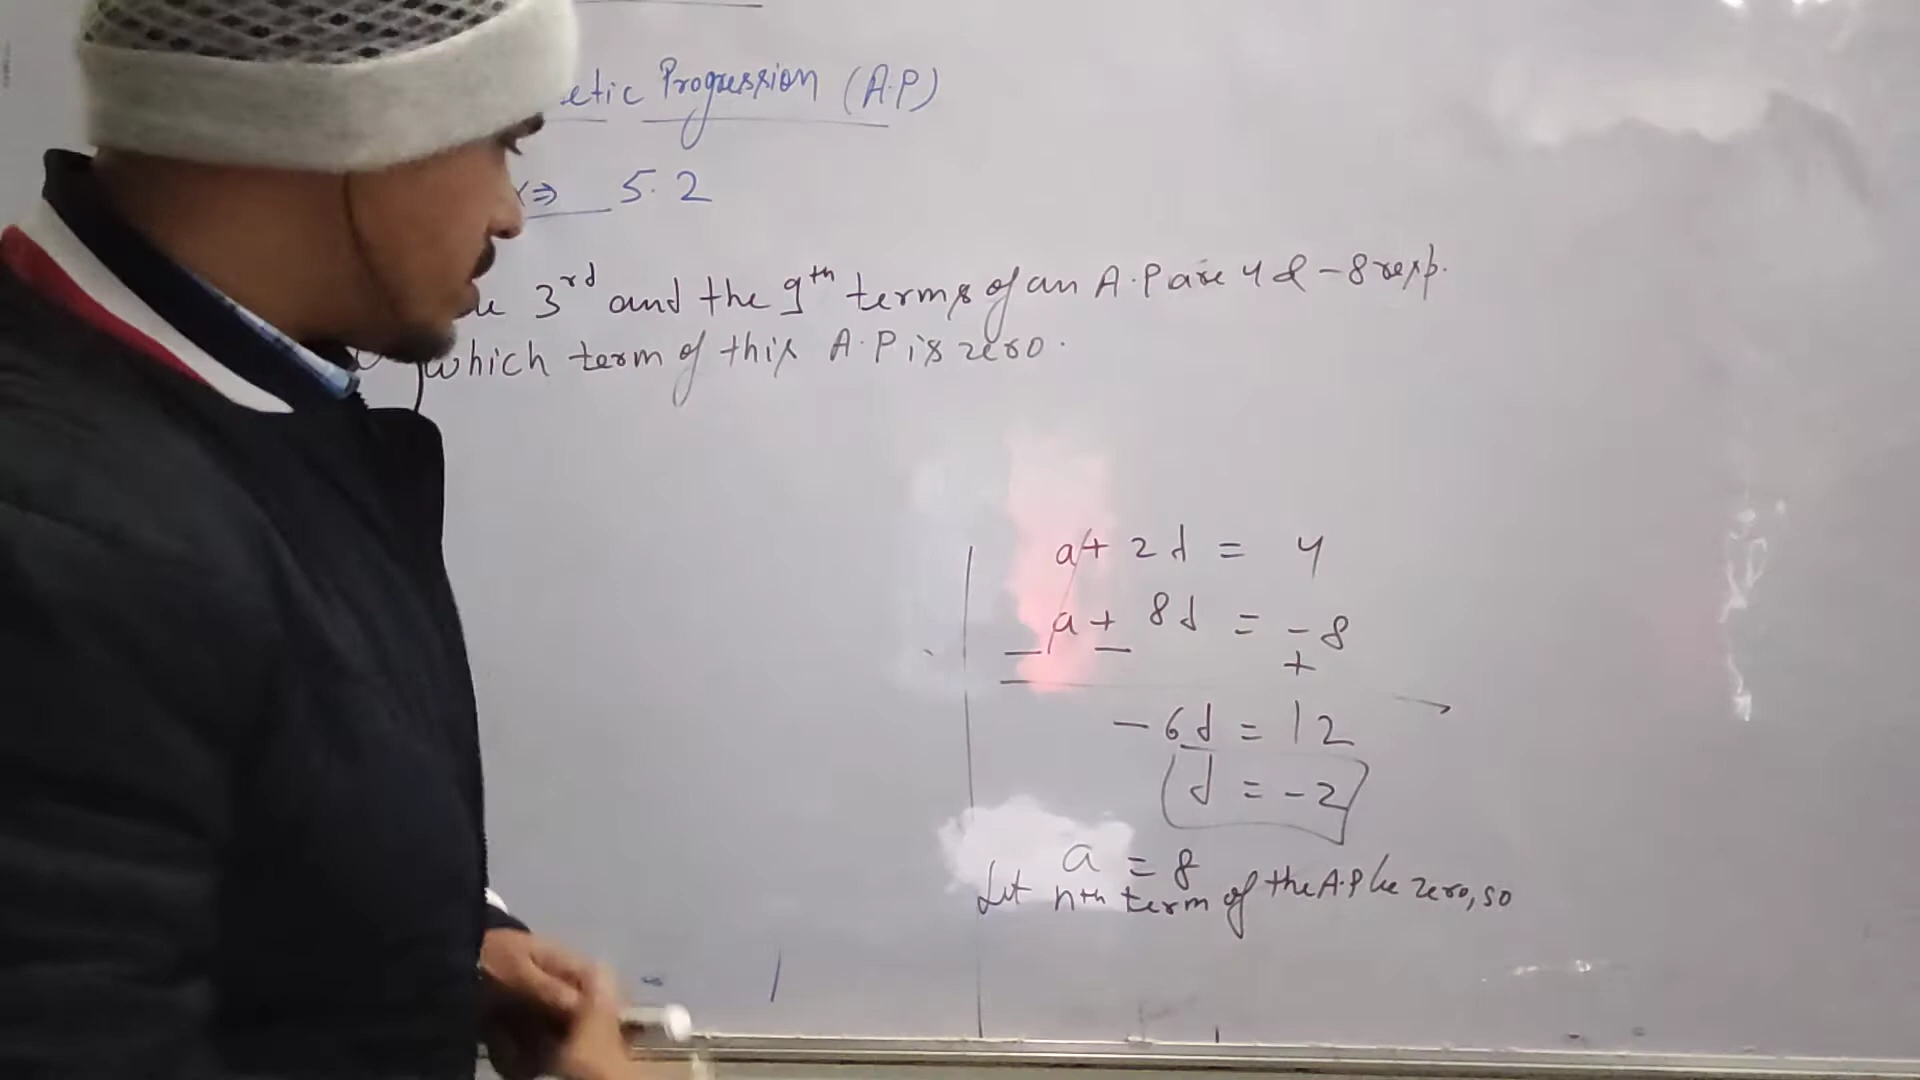 etic Progression (A.P)
x⇒ 5.2
3rd and the 9th terms of an A.P are 4 & -8 resp.
which term of this A.P is zero.
a + 2d = 4
a + 8d = -8
— — +
-6d = 12
d = -2
a = 8
Let nth term of the A.P be zero, so